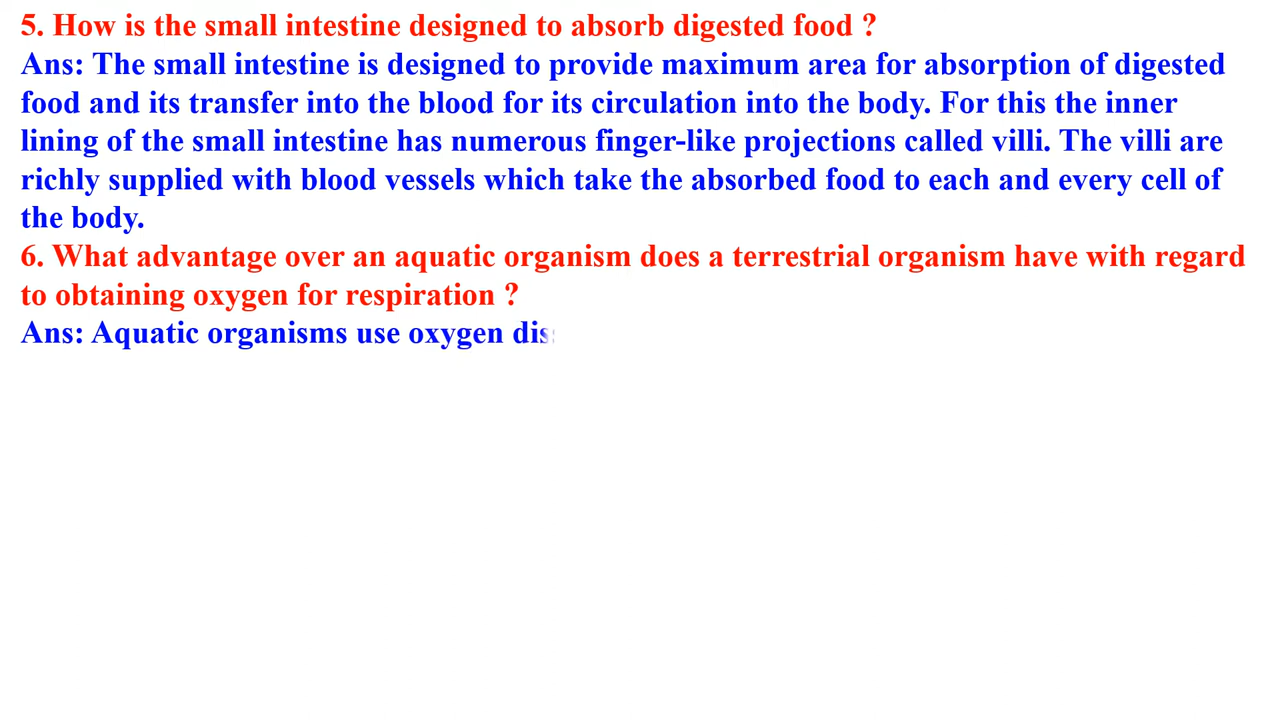 5. How is the small intestine designed to absorb digested food ?
Ans: The small intestine is designed to provide maximum area for absorption of digested
food and its transfer into the blood for its circulation into the body. For this the inner
lining of the small intestine has numerous finger-like projections called villi. The villi are
richly supplied with blood vessels which take the absorbed food to each and every cell of
the body.
6. What advantage over an aquatic organism does a terrestrial organism have with regard
to obtaining oxygen for respiration ?
Ans: Aquatic organisms use oxygen dis